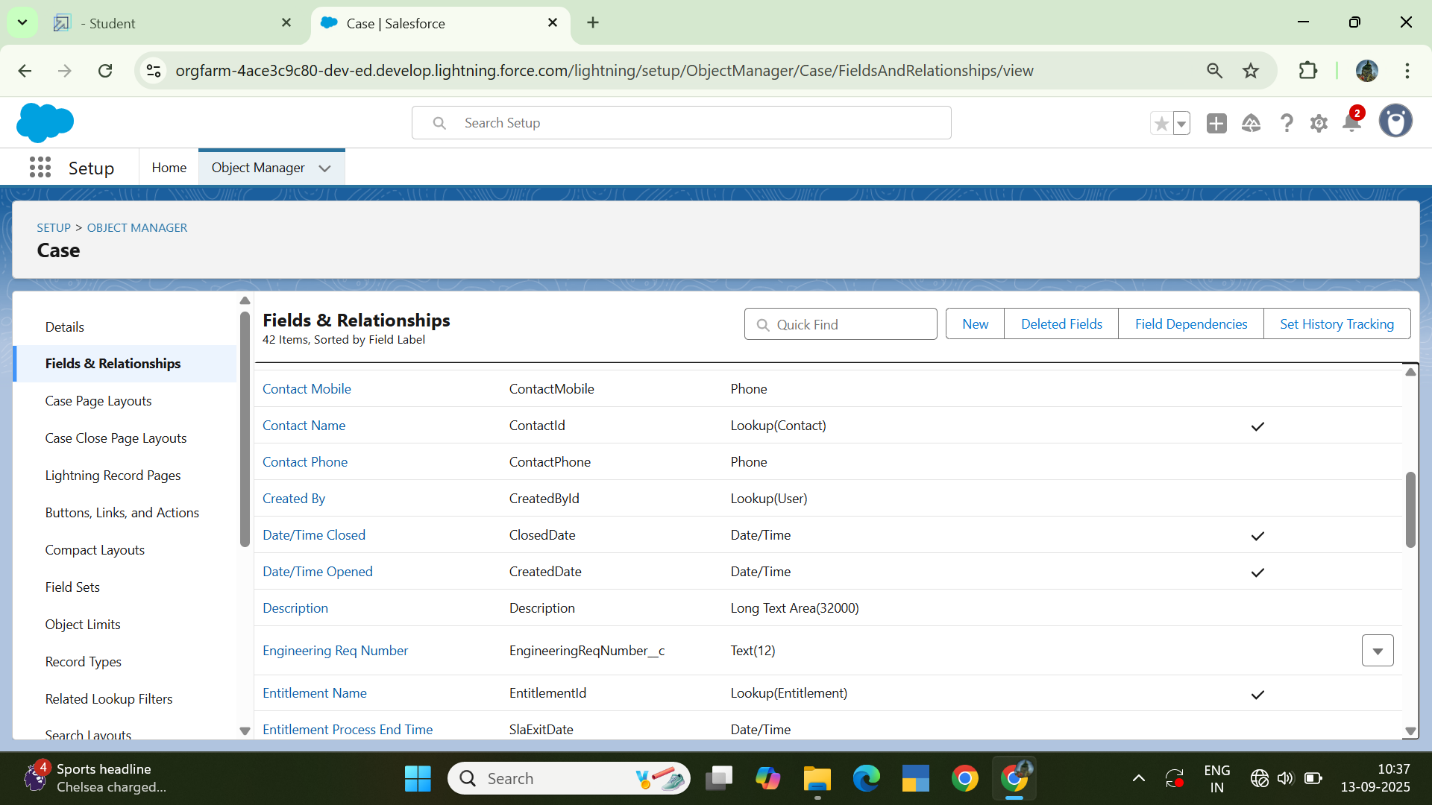 - Student
Case | Salesforce
orgfarm-4ace3c9c80-dev-ed.develop.lightning.force.com/lightning/setup/ObjectManager/Case/FieldsAndRelationships/view
Search Setup
2
Setup
Home
Object Manager
SETUP > OBJECT MANAGER
Case
Details
Fields & Relationships
Case Page Layouts
Case Close Page Layouts
Lightning Record Pages
Buttons, Links, and Actions
Compact Layouts
Field Sets
Object Limits
Record Types
Related Lookup Filters
Search Layouts
Fields & Relationships
42 Items, Sorted by Field Label
Quick Find
New
Deleted Fields
Field Dependencies
Set History Tracking
Contact Mobile ContactMobile Phone
Contact Name ContactId Lookup(Contact)
Contact Phone ContactPhone Phone
Created By CreatedById Lookup(User)
Date/Time Closed ClosedDate Date/Time
Date/Time Opened CreatedDate Date/Time
Description Description Long Text Area(32000)
Engineering Req Number EngineeringReqNumber__c Text(12)
Entitlement Name EntitlementId Lookup(Entitlement)
Entitlement Process End Time SlaExitDate Date/Time
4
Sports headline
Chelsea charged...
Search
ENG
IN
10:37
13-09-2025